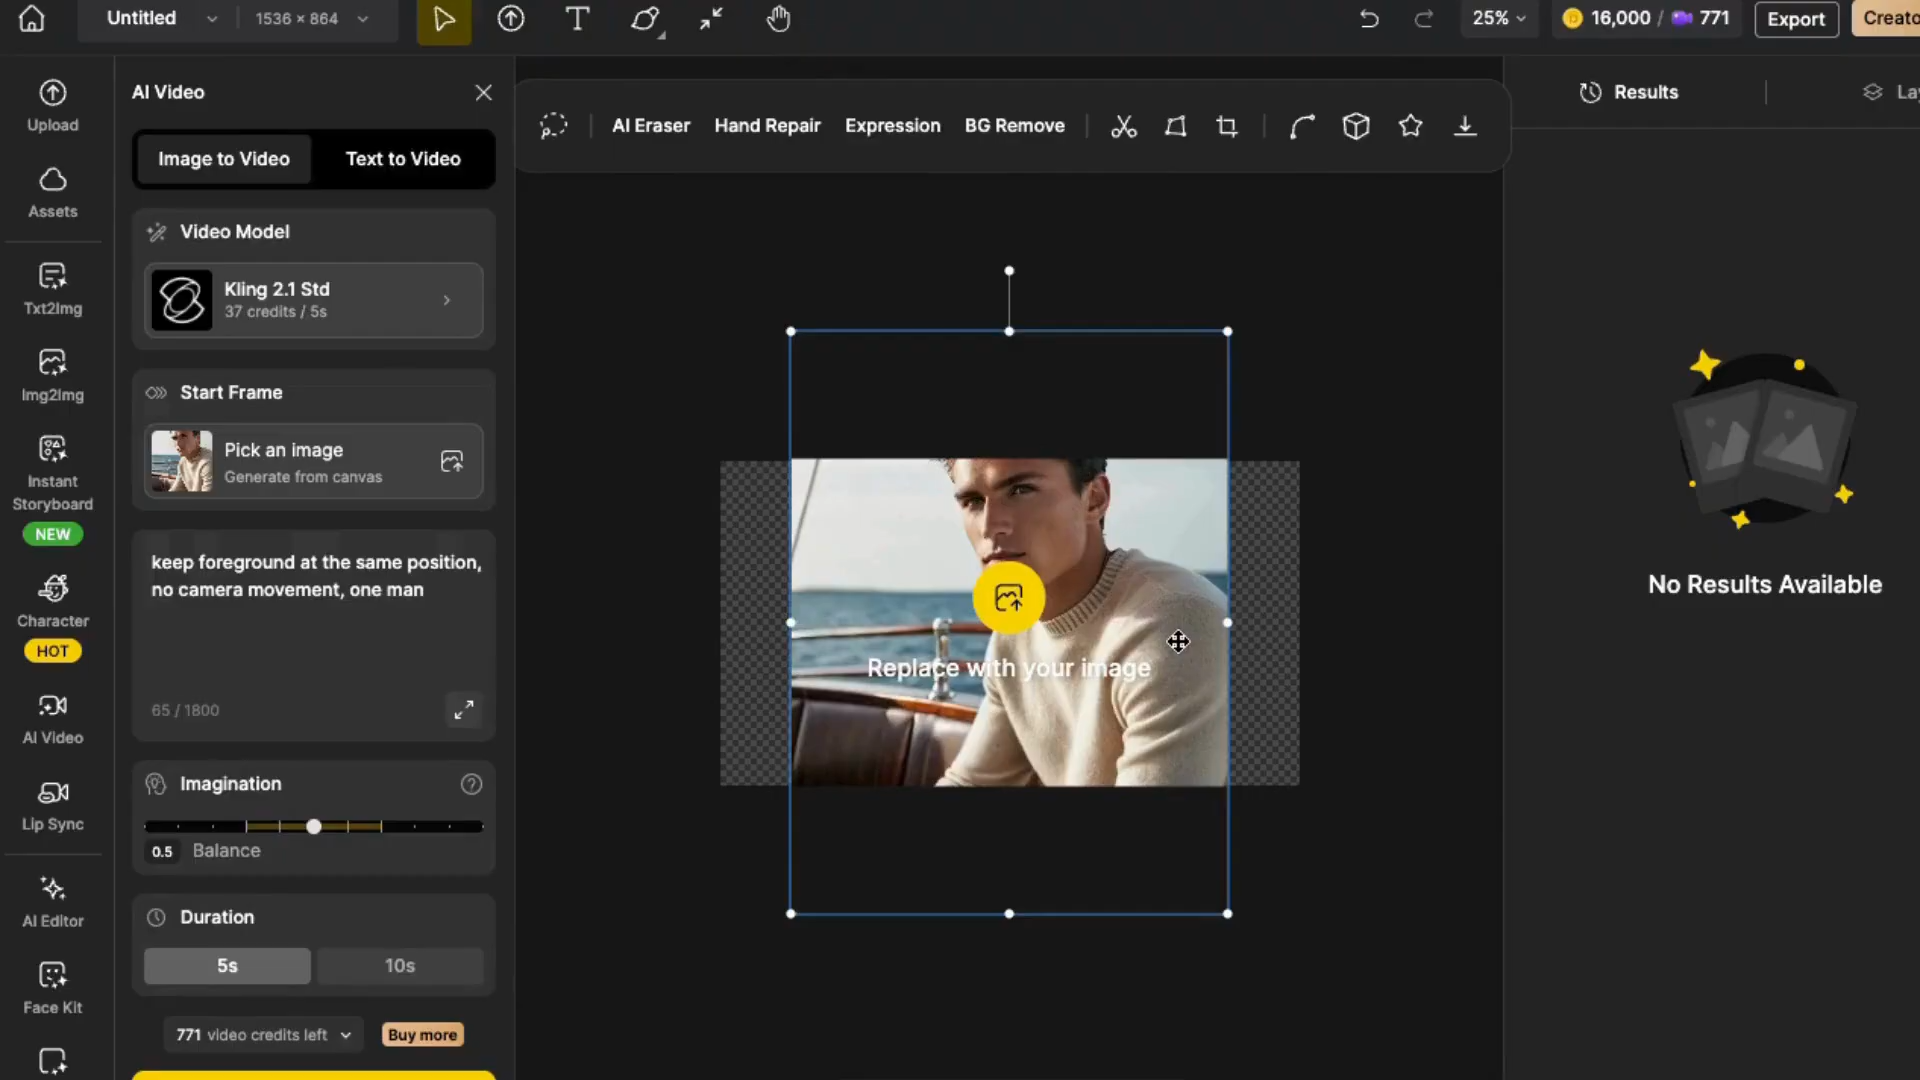 Untitled
1536 × 864
T
25%
16,000 / 771
Export
Creato
Upload
Assets
Txt2Img
Img2Img
Instant
Storyboard
NEW
Character
HOT
AI Video
Lip Sync
AI Editor
Face Kit
AI Video
Image to Video
Text to Video
Video Model
Kling 2.1 Std
37 credits / 5s
Start Frame
Pick an image
Generate from canvas
keep foreground at the same position,
no camera movement, one man
65 / 1800
Imagination
0.5 Balance
Duration
5s
10s
771 video credits left
Buy more
AI Eraser
Hand Repair
Expression
BG Remove
Replace with your image
Results
Lay
No Results Available